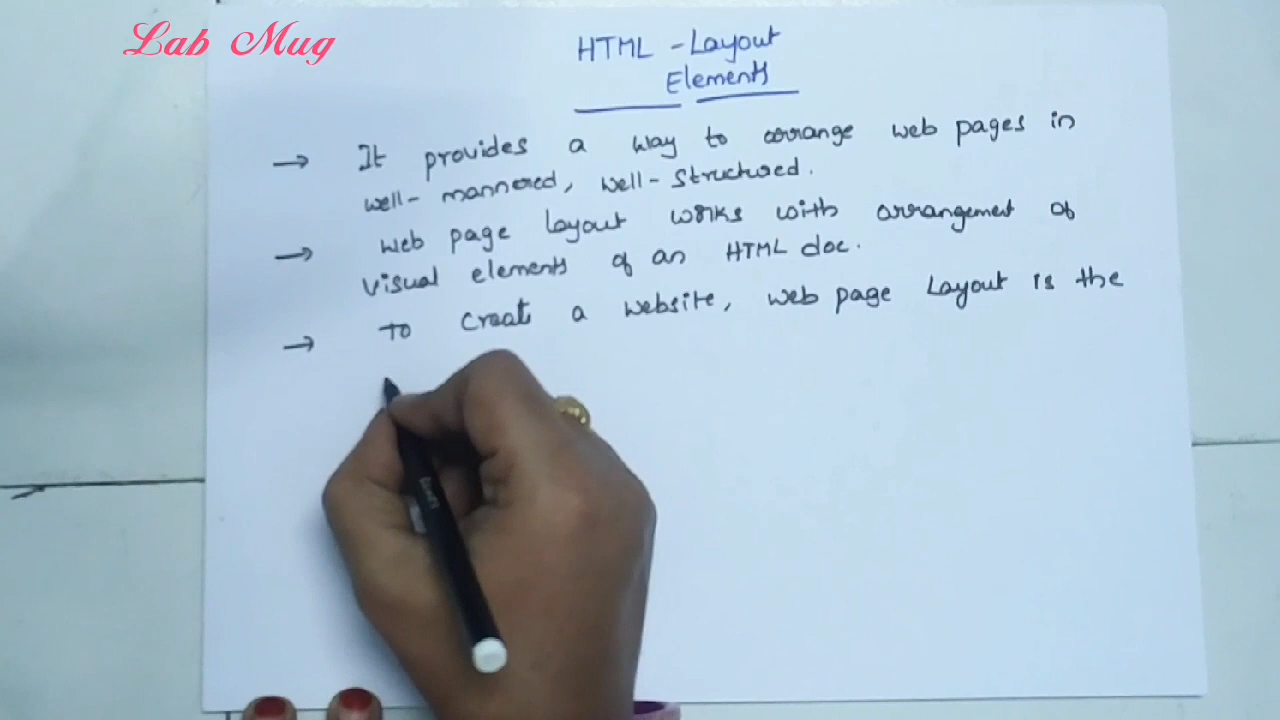 Lab Mug
HTML - Layout
Elements
→ It provides a way to arrange web pages in
well-mannered, well-structured.
→ Web page layout works with arrangement of
visual elements of an HTML doc.
→ To create a website, web page Layout is the